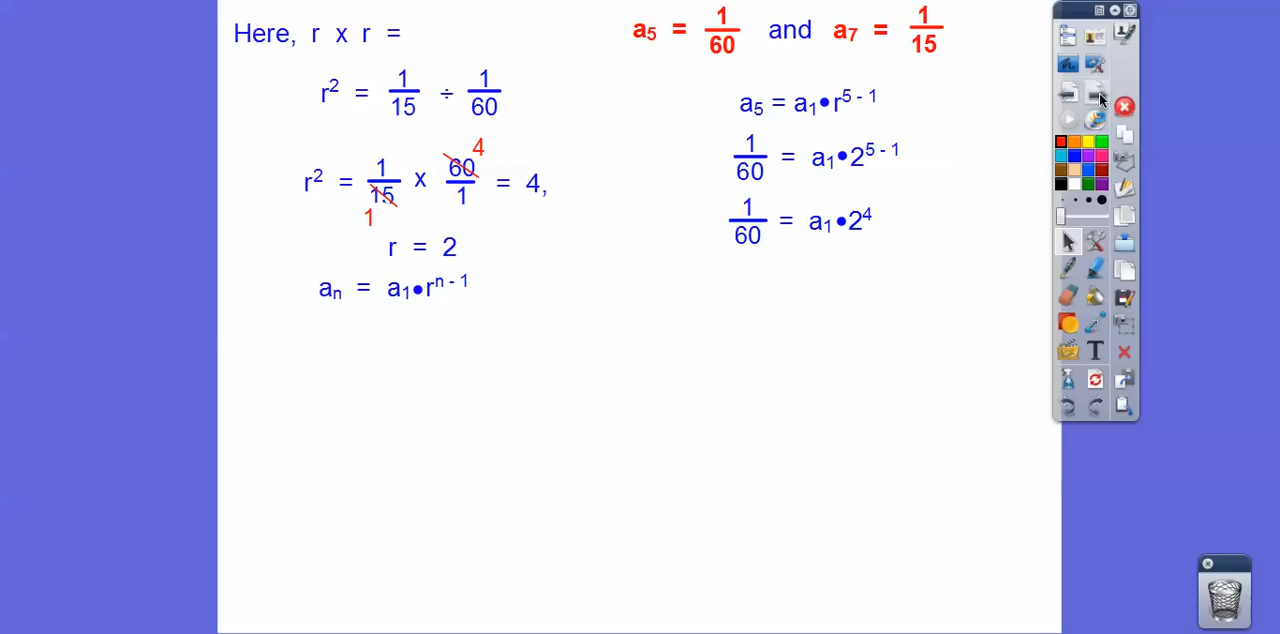 Here, r x r =
r² = 1/15 ÷ 1/60
r² = 1/15 x 60/1 = 4,
4
1
r = 2
aₙ = a₁•rⁿ⁻¹
a₅ = 1/60 and a₇ = 1/15
a₅ = a₁•r⁵⁻¹
1/60 = a₁•2⁵⁻¹
1/60 = a₁•2⁴
T